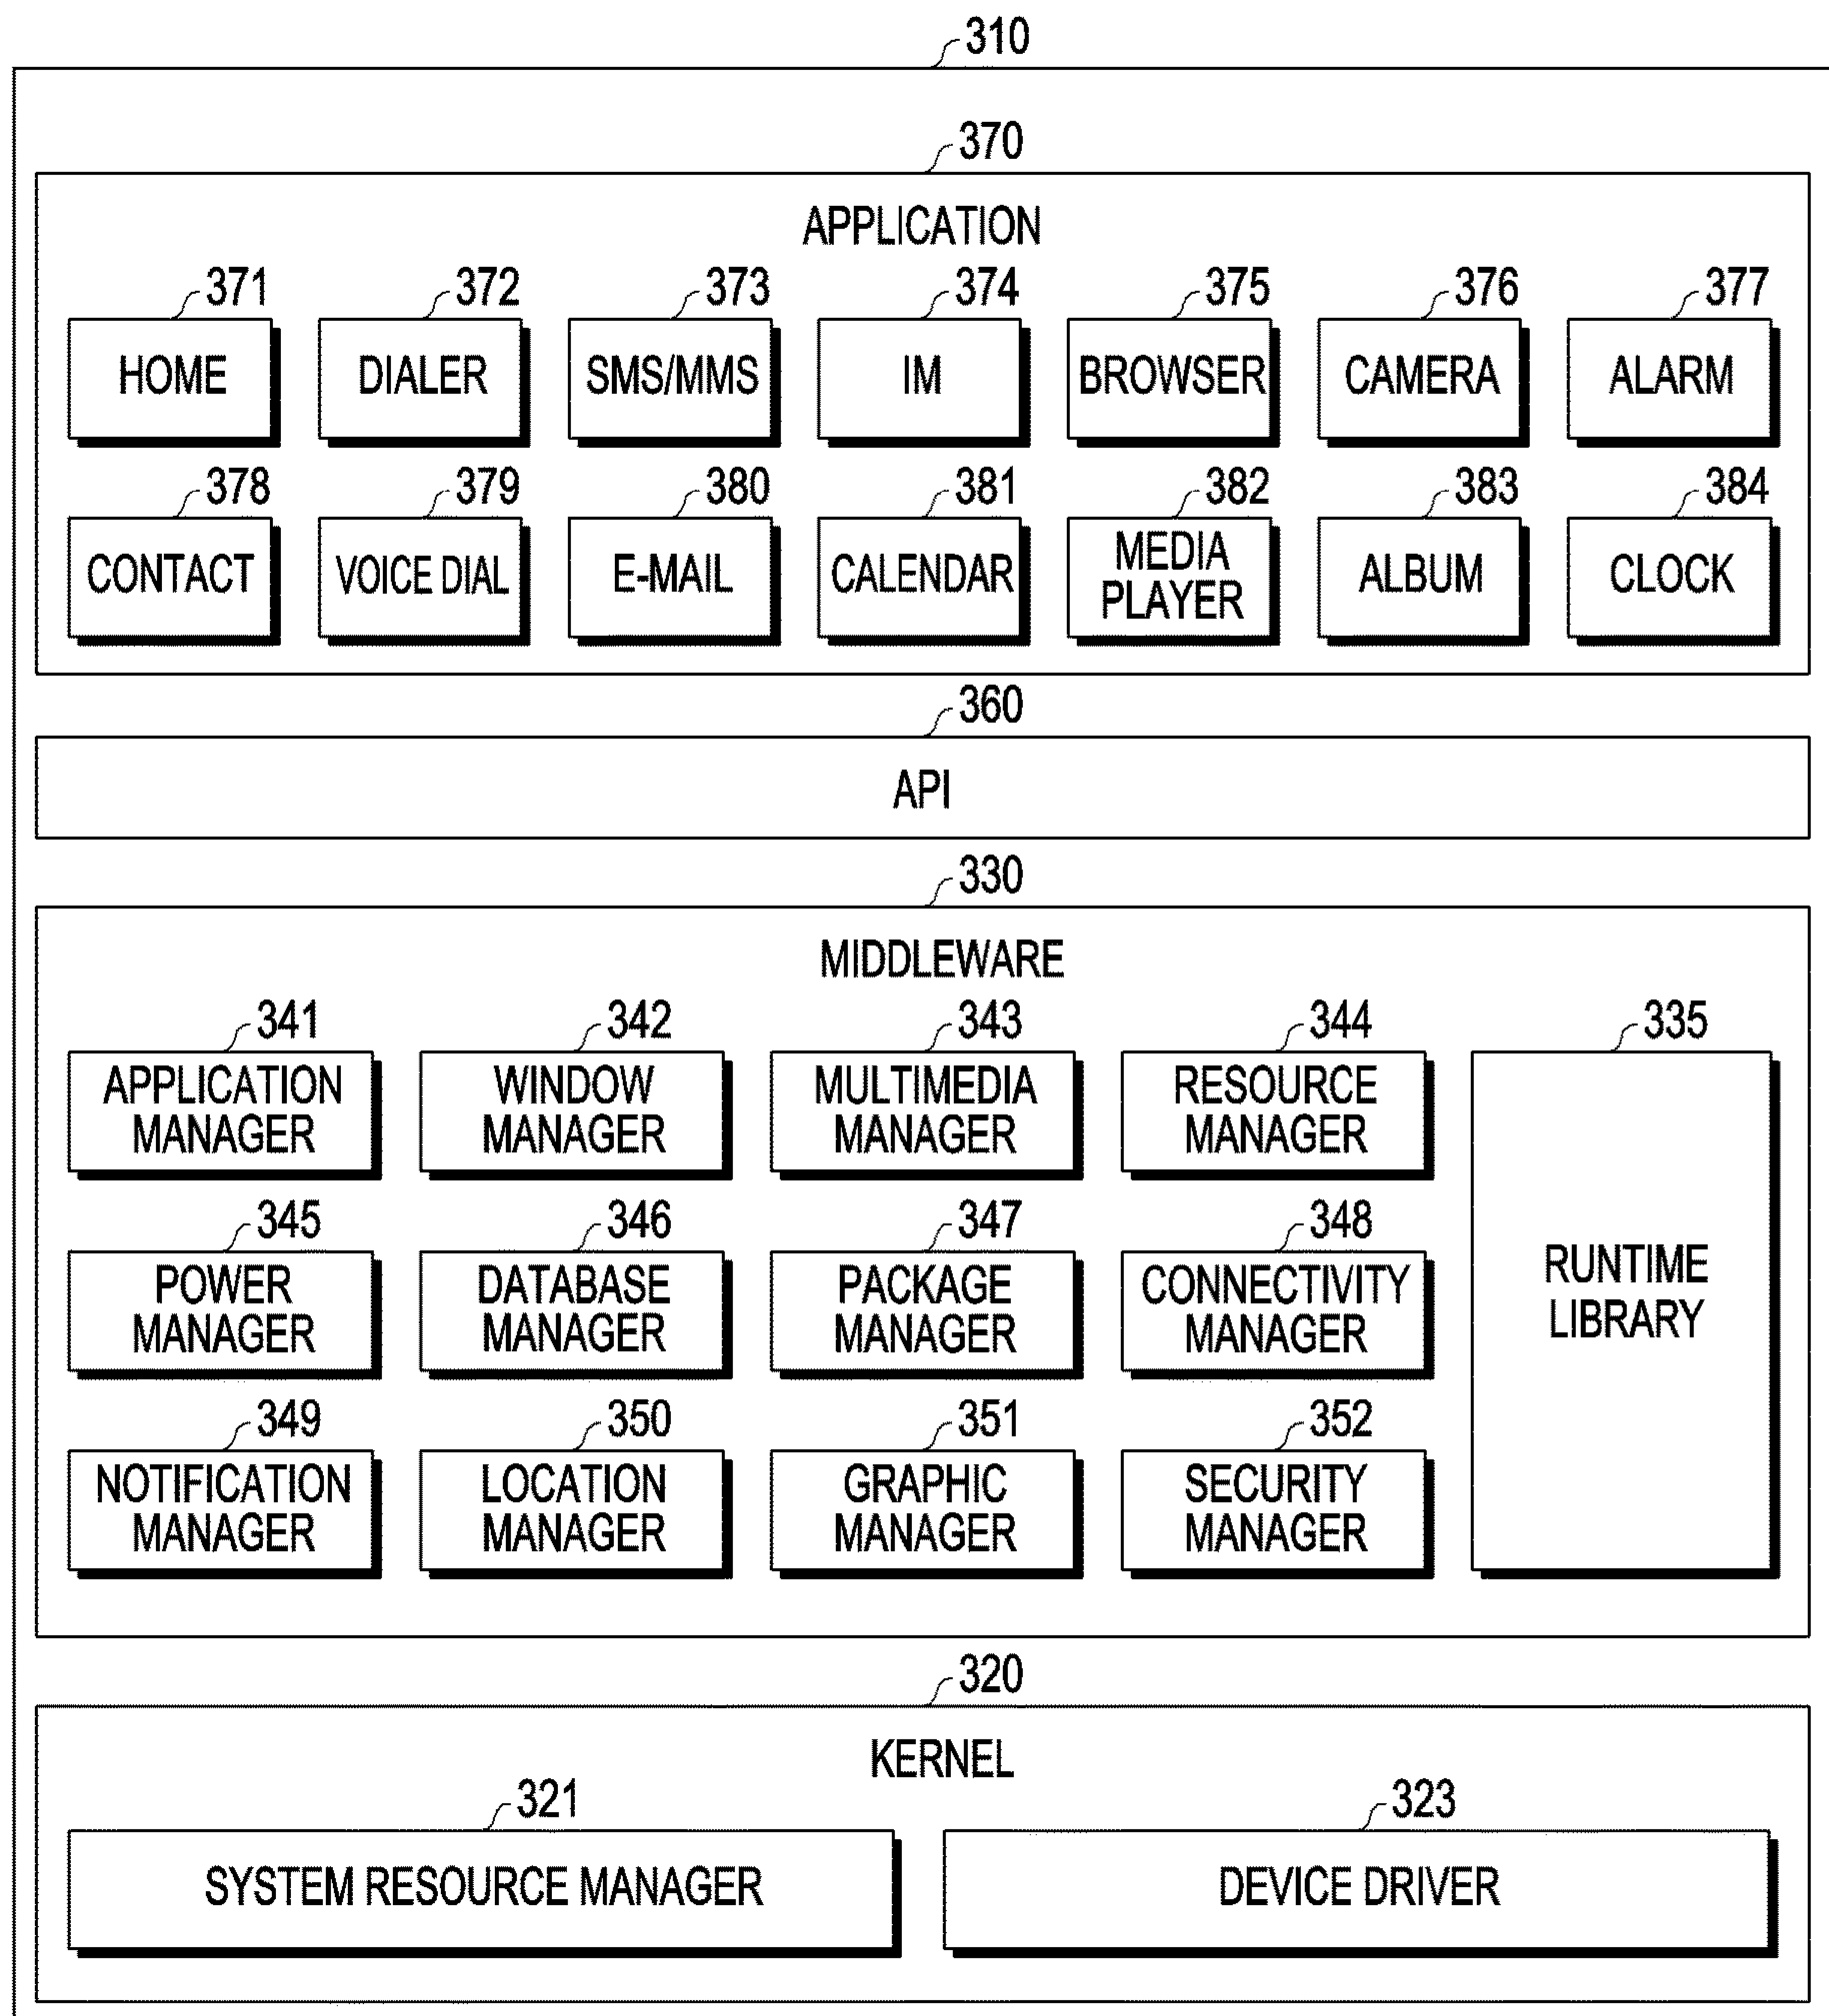 310
370
APPLICATION
371 372 373 374 375 376 377
HOME DIALER SMS/MMS IM BROWSER CAMERA ALARM
378 379 380 381 382 383 384
CONTACT VOICE DIAL E-MAIL CALENDAR MEDIA PLAYER ALBUM CLOCK
360
API
330
MIDDLEWARE
341 342 343 344 335
APPLICATION MANAGER WINDOW MANAGER MULTIMEDIA MANAGER RESOURCE MANAGER
345 346 347 348
POWER MANAGER DATABASE MANAGER PACKAGE MANAGER CONNECTIVITY MANAGER RUNTIME LIBRARY
349 350 351 352
NOTIFICATION MANAGER LOCATION MANAGER GRAPHIC MANAGER SECURITY MANAGER
320
KERNEL
321 323
SYSTEM RESOURCE MANAGER DEVICE DRIVER